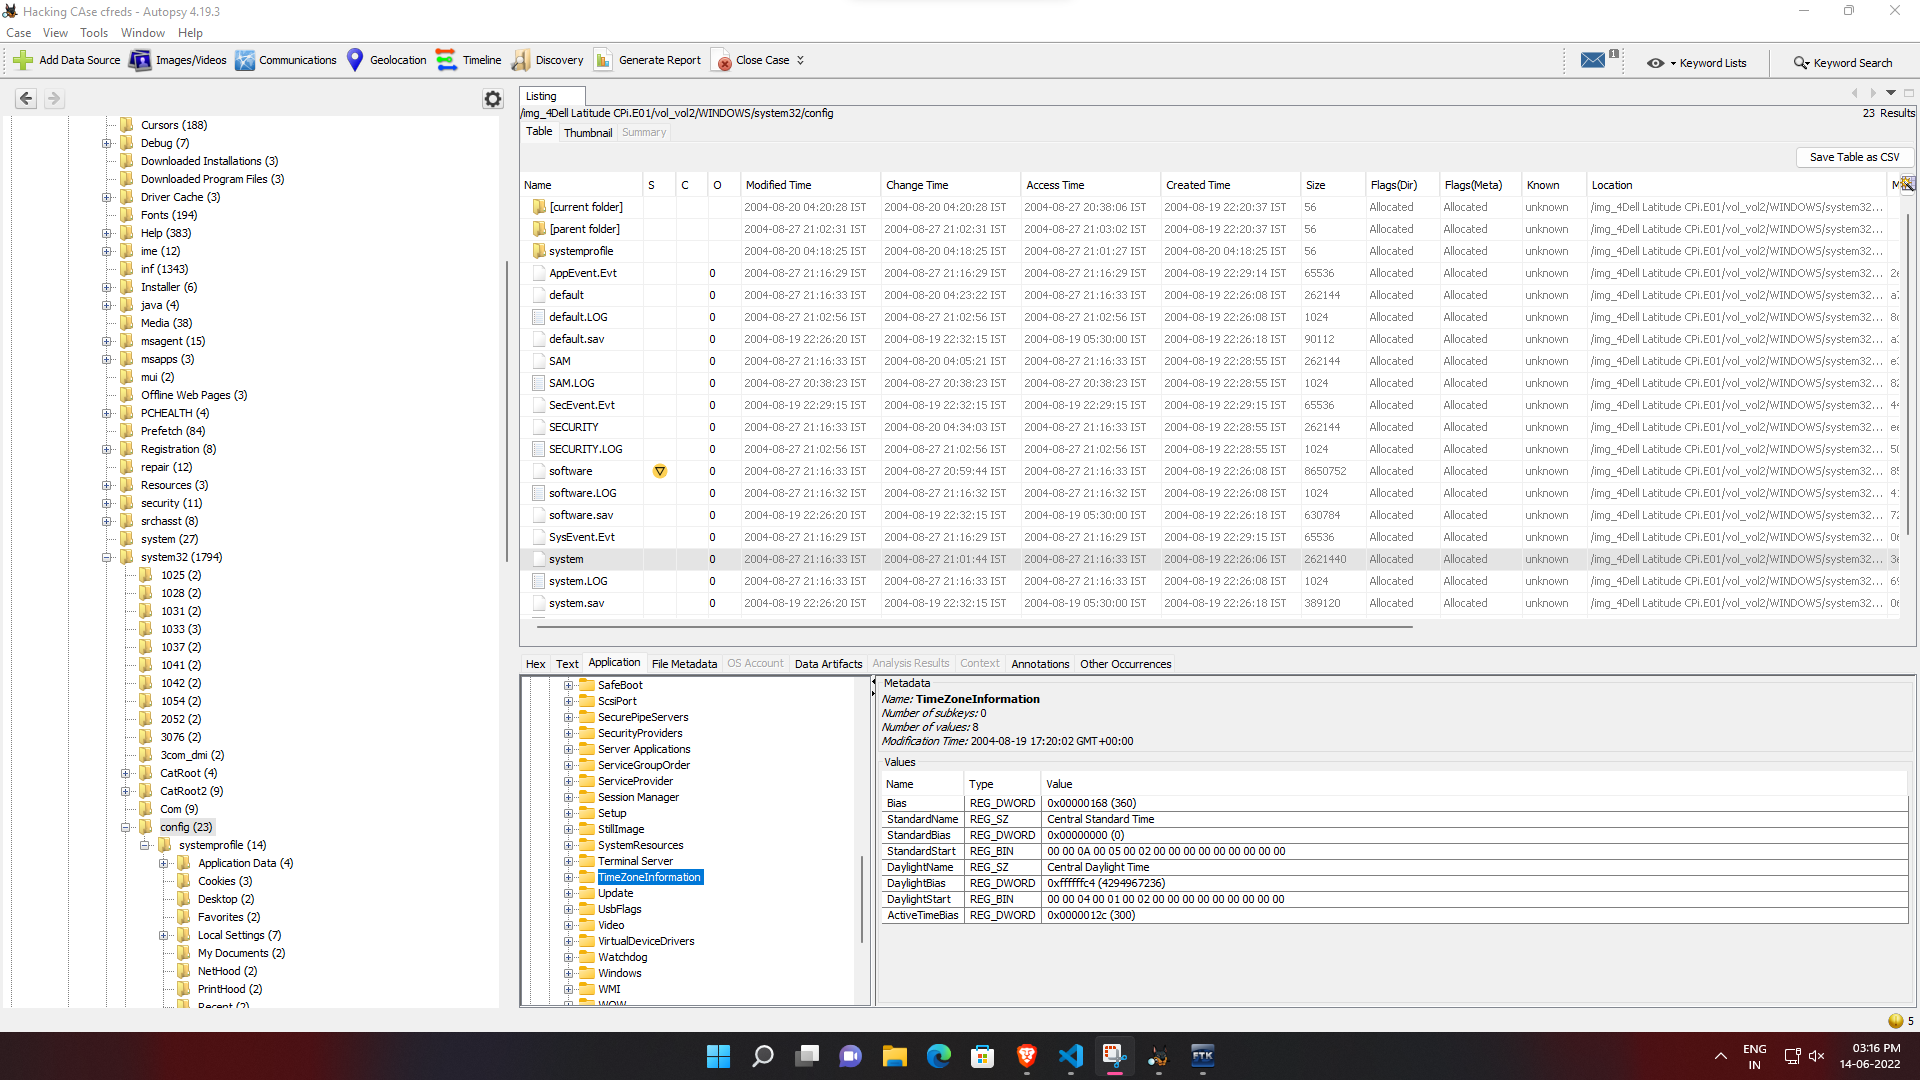 Hacking CAse cfreds - Autopsy 4.19.3
Case View Tools Window Help
Add Data Source Images/Videos Communications Geolocation Timeline Discovery Generate Report Close Case 1 Keyword Lists Keyword Search
Cursors (188)
Debug (7)
Downloaded Installations (3)
Downloaded Program Files (3)
Driver Cache (3)
Fonts (194)
Help (383)
ime (12)
inf (1343)
Installer (6)
java (4)
Media (38)
msagent (15)
msapps (3)
mui (2)
Offline Web Pages (3)
PCHEALTH (4)
Prefetch (84)
Registration (8)
repair (12)
Resources (3)
security (11)
srchasst (8)
system (27)
system32 (1794)
1025 (2)
1028 (2)
1031 (2)
1033 (3)
1037 (2)
1041 (2)
1042 (2)
1054 (2)
2052 (2)
3076 (2)
3com_dmi (2)
CatRoot (4)
CatRoot2 (9)
Com (9)
config (23)
systemprofile (14)
Application Data (4)
Cookies (3)
Desktop (2)
Favorites (2)
Local Settings (7)
My Documents (2)
NetHood (2)
PrintHood (2)
Recent (2)
Listing
/img_4Dell Latitude CPi.E01/vol_vol2/WINDOWS/system32/config 23 Results
Table Thumbnail Summary
Save Table as CSV
Name S C O Modified Time Change Time Access Time Created Time Size Flags(Dir) Flags(Meta) Known Location
[current folder] 2004-08-20 04:20:28 IST 2004-08-20 04:20:28 IST 2004-08-27 20:38:06 IST 2004-08-19 22:20:37 IST 56 Allocated Allocated unknown /img_4Dell Latitude CPi.E01/vol_vol2/WINDOWS/system32...
[parent folder] 2004-08-27 21:02:31 IST 2004-08-27 21:02:31 IST 2004-08-27 21:03:02 IST 2004-08-19 22:20:37 IST 56 Allocated Allocated unknown /img_4Dell Latitude CPi.E01/vol_vol2/WINDOWS/system32...
systemprofile 2004-08-20 04:18:25 IST 2004-08-20 04:18:25 IST 2004-08-27 21:01:27 IST 2004-08-20 04:18:25 IST 56 Allocated Allocated unknown /img_4Dell Latitude CPi.E01/vol_vol2/WINDOWS/system32...
AppEvent.Evt 0 2004-08-27 21:16:29 IST 2004-08-27 21:16:29 IST 2004-08-27 21:16:29 IST 2004-08-19 22:29:14 IST 65536 Allocated Allocated unknown /img_4Dell Latitude CPi.E01/vol_vol2/WINDOWS/system32...
default 0 2004-08-27 21:16:33 IST 2004-08-20 04:23:22 IST 2004-08-27 21:16:33 IST 2004-08-19 22:26:08 IST 262144 Allocated Allocated unknown /img_4Dell Latitude CPi.E01/vol_vol2/WINDOWS/system32...
default.LOG 0 2004-08-27 21:02:56 IST 2004-08-27 21:02:56 IST 2004-08-27 21:02:56 IST 2004-08-19 22:26:08 IST 1024 Allocated Allocated unknown /img_4Dell Latitude CPi.E01/vol_vol2/WINDOWS/system32...
default.sav 0 2004-08-19 22:26:20 IST 2004-08-19 22:32:15 IST 2004-08-19 05:30:00 IST 2004-08-19 22:26:18 IST 90112 Allocated Allocated unknown /img_4Dell Latitude CPi.E01/vol_vol2/WINDOWS/system32...
SAM 0 2004-08-27 21:16:33 IST 2004-08-20 04:05:21 IST 2004-08-27 21:16:33 IST 2004-08-19 22:28:55 IST 262144 Allocated Allocated unknown /img_4Dell Latitude CPi.E01/vol_vol2/WINDOWS/system32...
SAM.LOG 0 2004-08-27 20:38:23 IST 2004-08-27 20:38:23 IST 2004-08-27 20:38:23 IST 2004-08-19 22:28:55 IST 1024 Allocated Allocated unknown /img_4Dell Latitude CPi.E01/vol_vol2/WINDOWS/system32...
SecEvent.Evt 0 2004-08-19 22:29:15 IST 2004-08-19 22:32:15 IST 2004-08-19 22:29:15 IST 2004-08-19 22:29:15 IST 65536 Allocated Allocated unknown /img_4Dell Latitude CPi.E01/vol_vol2/WINDOWS/system32...
SECURITY 0 2004-08-27 21:16:33 IST 2004-08-20 04:34:03 IST 2004-08-27 21:16:33 IST 2004-08-19 22:28:55 IST 262144 Allocated Allocated unknown /img_4Dell Latitude CPi.E01/vol_vol2/WINDOWS/system32...
SECURITY.LOG 0 2004-08-27 21:02:56 IST 2004-08-27 21:02:56 IST 2004-08-27 21:02:56 IST 2004-08-19 22:28:55 IST 1024 Allocated Allocated unknown /img_4Dell Latitude CPi.E01/vol_vol2/WINDOWS/system32...
software 0 2004-08-27 21:16:33 IST 2004-08-27 20:59:44 IST 2004-08-27 21:16:33 IST 2004-08-19 22:26:08 IST 8650752 Allocated Allocated unknown /img_4Dell Latitude CPi.E01/vol_vol2/WINDOWS/system32...
software.LOG 0 2004-08-27 21:16:32 IST 2004-08-27 21:16:32 IST 2004-08-27 21:16:32 IST 2004-08-19 22:26:08 IST 1024 Allocated Allocated unknown /img_4Dell Latitude CPi.E01/vol_vol2/WINDOWS/system32...
software.sav 0 2004-08-19 22:26:20 IST 2004-08-19 22:32:15 IST 2004-08-19 05:30:00 IST 2004-08-19 22:26:18 IST 630784 Allocated Allocated unknown /img_4Dell Latitude CPi.E01/vol_vol2/WINDOWS/system32...
SysEvent.Evt 0 2004-08-27 21:16:29 IST 2004-08-27 21:16:29 IST 2004-08-27 21:16:29 IST 2004-08-19 22:29:15 IST 65536 Allocated Allocated unknown /img_4Dell Latitude CPi.E01/vol_vol2/WINDOWS/system32...
system 0 2004-08-27 21:16:33 IST 2004-08-27 21:01:44 IST 2004-08-27 21:16:33 IST 2004-08-19 22:26:06 IST 2621440 Allocated Allocated unknown /img_4Dell Latitude CPi.E01/vol_vol2/WINDOWS/system32...
system.LOG 0 2004-08-27 21:16:33 IST 2004-08-27 21:16:33 IST 2004-08-27 21:16:33 IST 2004-08-19 22:26:08 IST 1024 Allocated Allocated unknown /img_4Dell Latitude CPi.E01/vol_vol2/WINDOWS/system32...
system.sav 0 2004-08-19 22:26:20 IST 2004-08-19 22:32:15 IST 2004-08-19 05:30:00 IST 2004-08-19 22:26:18 IST 389120 Allocated Allocated unknown /img_4Dell Latitude CPi.E01/vol_vol2/WINDOWS/system32...
Hex Text Application File Metadata OS Account Data Artifacts Analysis Results Context Annotations Other Occurrences
SafeBoot
ScsiPort
SecurePipeServers
SecurityProviders
Server Applications
ServiceGroupOrder
ServiceProvider
Session Manager
Setup
StillImage
SystemResources
Terminal Server
TimeZoneInformation
Update
UsbFlags
Video
VirtualDeviceDrivers
Watchdog
Windows
WMI
WOW
Metadata
Name: TimeZoneInformation
Number of subkeys: 0
Number of values: 8
Modification Time: 2004-08-19 17:20:02 GMT+00:00
Values
Name Type Value
Bias REG_DWORD 0x00000168 (360)
StandardName REG_SZ Central Standard Time
StandardBias REG_DWORD 0x00000000 (0)
StandardStart REG_BIN 00 00 0A 00 05 00 02 00 00 00 00 00 00 00 00 00
DaylightName REG_SZ Central Daylight Time
DaylightBias REG_DWORD 0xffffffc4 (4294967236)
DaylightStart REG_BIN 00 00 04 00 01 00 02 00 00 00 00 00 00 00 00 00
ActiveTimeBias REG_DWORD 0x0000012c (300)
5
FTK
ENG
IN
03:16 PM
14-06-2022